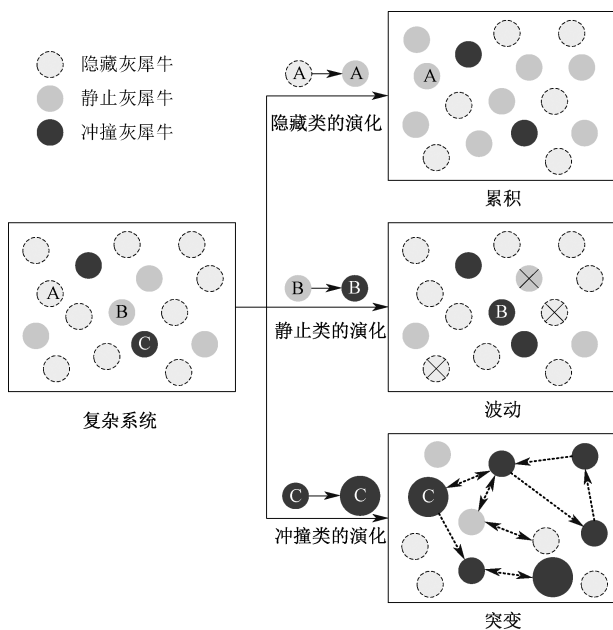 隐藏灰犀牛
静止灰犀牛
冲撞灰犀牛
A A
隐藏类的演化
A
累积
A
B
C
复杂系统
B B
静止类的演化
B
波动
C C
冲撞类的演化
C
突变